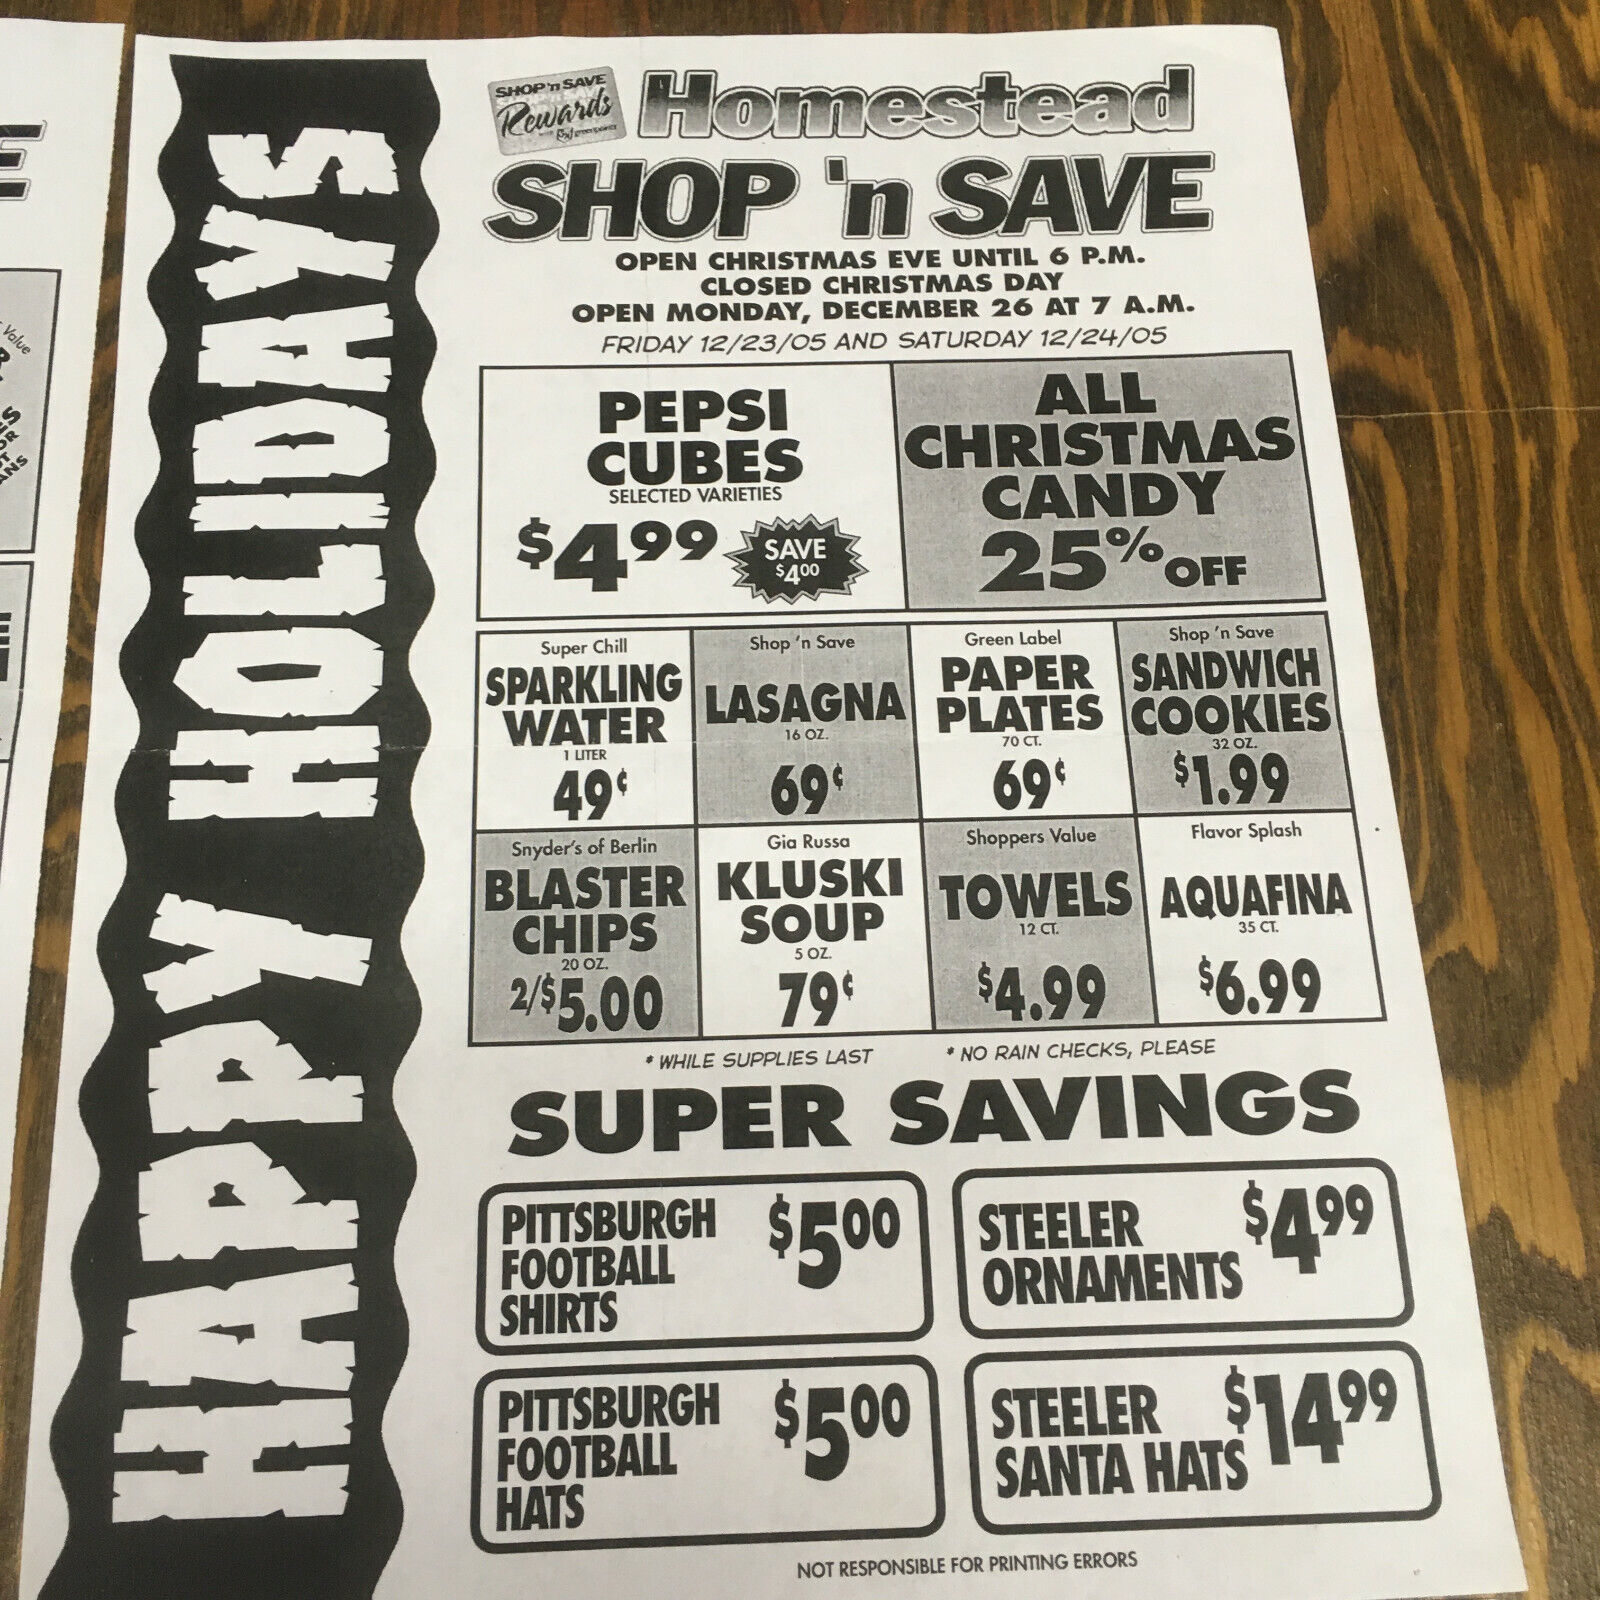 E
Value
HAPPY HOLIDAYS
SHOP 'n SAVE
Rewards
Homestead
SHOP 'n SAVE
OPEN CHRISTMAS EVE UNTIL 6 P.M.
CLOSED CHRISTMAS DAY
OPEN MONDAY, DECEMBER 26 AT 7 A.M.
FRIDAY 12/23/05 AND SATURDAY 12/24/05
PEPSI
CUBES
SELECTED VARIETIES
$4.99
SAVE
$4.00
ALL
CHRISTMAS
CANDY
25% OFF
Super Chill
SPARKLING
WATER
1 LITER
49¢
Shop 'n Save
LASAGNA
16 OZ.
69¢
Green Label
PAPER
PLATES
70 CT.
69¢
Shop 'n Save
SANDWICH
COOKIES
32 OZ.
$1.99
Snyder's of Berlin
BLASTER
CHIPS
20 OZ.
2/$5.00
Gia Russa
KLUSKI
SOUP
5 OZ.
79¢
Shoppers Value
TOWELS
12 CT.
$4.99
Flavor Splash
AQUAFINA
35 CT.
$6.99
* WHILE SUPPLIES LAST * NO RAIN CHECKS, PLEASE
SUPER SAVINGS
PITTSBURGH
FOOTBALL
SHIRTS
$5.00
STEELER
ORNAMENTS
$4.99
PITTSBURGH
FOOTBALL
HATS
$5.00
STEELER
SANTA HATS
$14.99
NOT RESPONSIBLE FOR PRINTING ERRORS